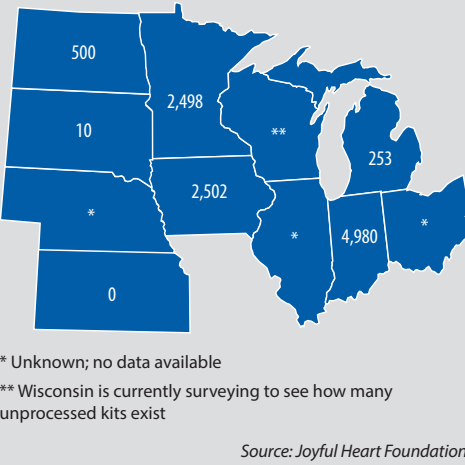 500
2,498
10
**
253
2,502
*
*
4,980
*
0
* Unknown; no data available
** Wisconsin is currently surveying to see how many
unprocessed kits exist
Source: Joyful Heart Foundation